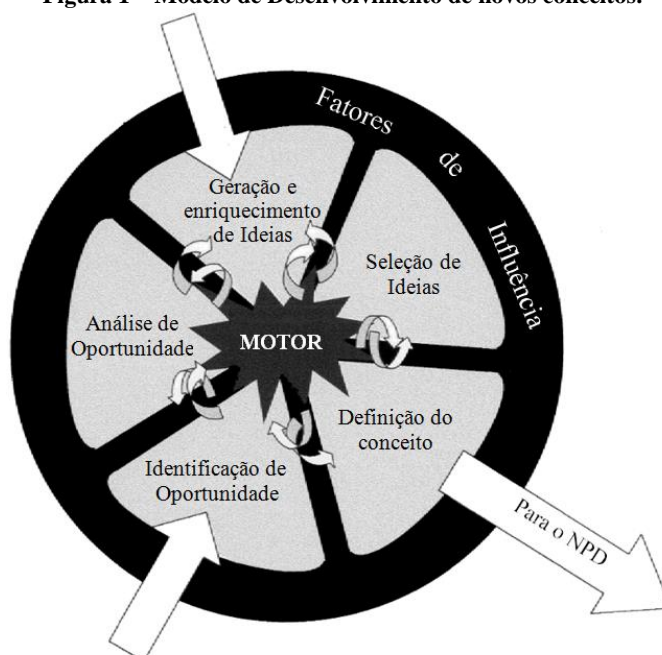 Figura 1 – Modelo de Desenvolvimento de novos conceitos.
Fatores de Influência
Geração e
enriquecimento
de Ideias
Seleção de
Ideias
Análise de
Oportunidade
MOTOR
Definição do
conceito
Identificação de
Oportunidade
Para o NPD